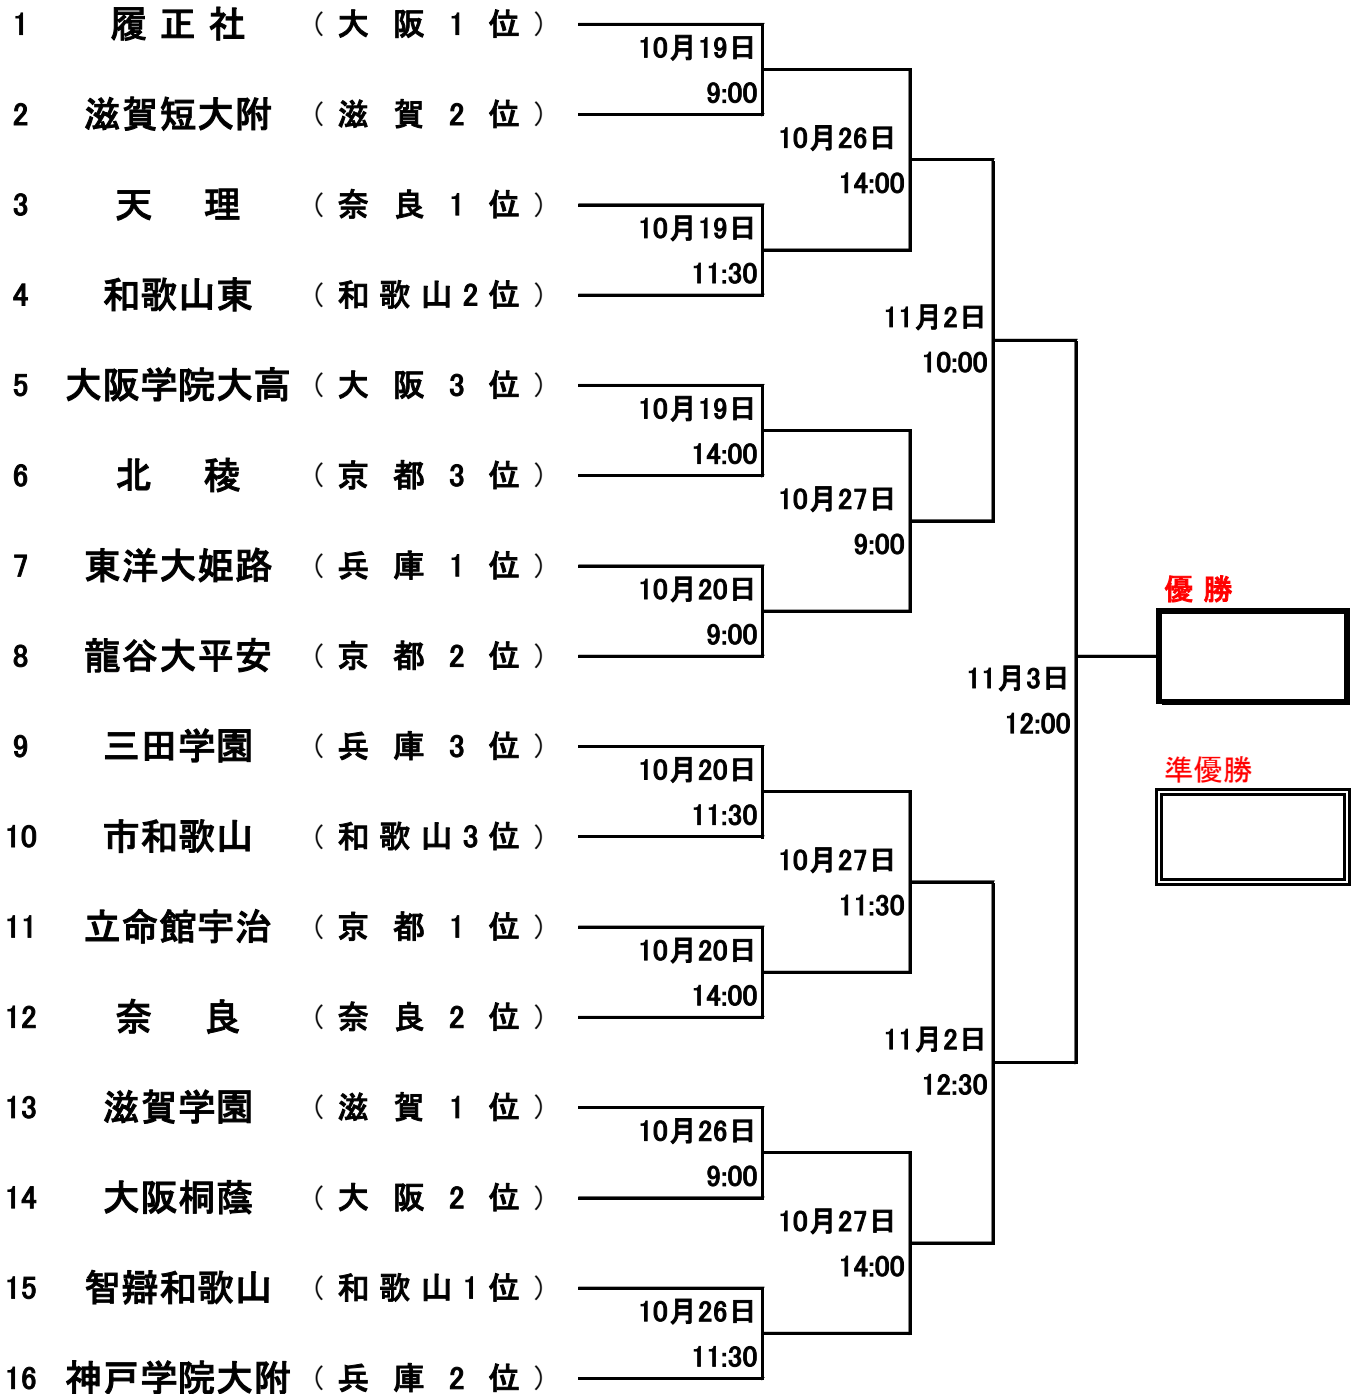 1 履正社 (大阪1位)
10月19日
9:00
2 滋賀短大附 (滋賀2位)
10月26日
14:00
3 天理 (奈良1位)
10月19日
11:30
4 和歌山東 (和歌山2位)
11月2日
10:00
5 大阪学院大高 (大阪3位)
10月19日
14:00
6 北稜 (京都3位)
10月27日
9:00
7 東洋大姫路 (兵庫1位)
10月20日
9:00
8 龍谷大平安 (京都2位)
優勝
11月3日
12:00
9 三田学園 (兵庫3位)
10月20日
11:30
準優勝
10 市和歌山 (和歌山3位)
10月27日
11:30
11 立命館宇治 (京都1位)
10月20日
14:00
12 奈良 (奈良2位)
11月2日
12:30
13 滋賀学園 (滋賀1位)
10月26日
9:00
14 大阪桐蔭 (大阪2位)
10月27日
14:00
15 智辯和歌山 (和歌山1位)
10月26日
11:30
16 神戸学院大附 (兵庫2位)